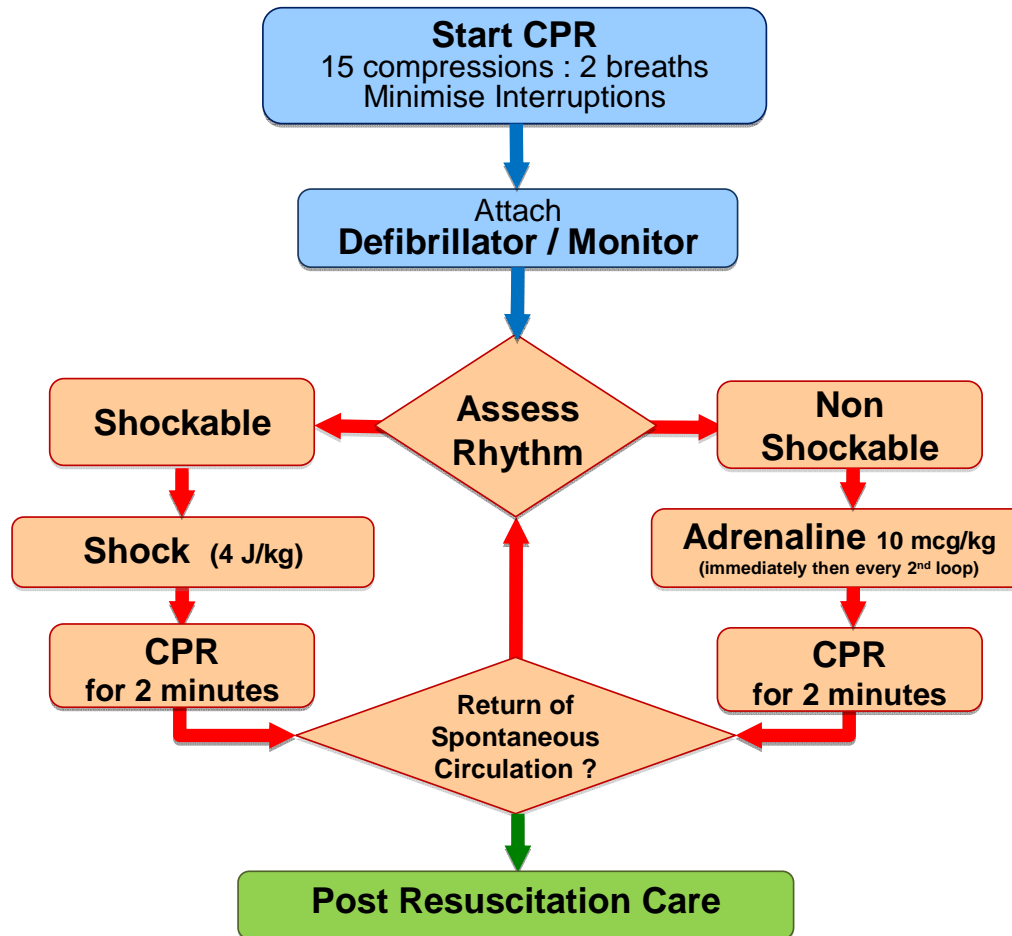 Start CPR
15 compressions : 2 breaths
Minimise Interruptions
Attach
Defibrillator / Monitor
Assess
Rhythm
Shockable
Shock (4 J/kg)
CPR
for 2 minutes
Non
Shockable
Adrenaline 10 mcg/kg
(immediately then every 2nd loop)
CPR
for 2 minutes
Return of
Spontaneous
Circulation ?
Post Resuscitation Care